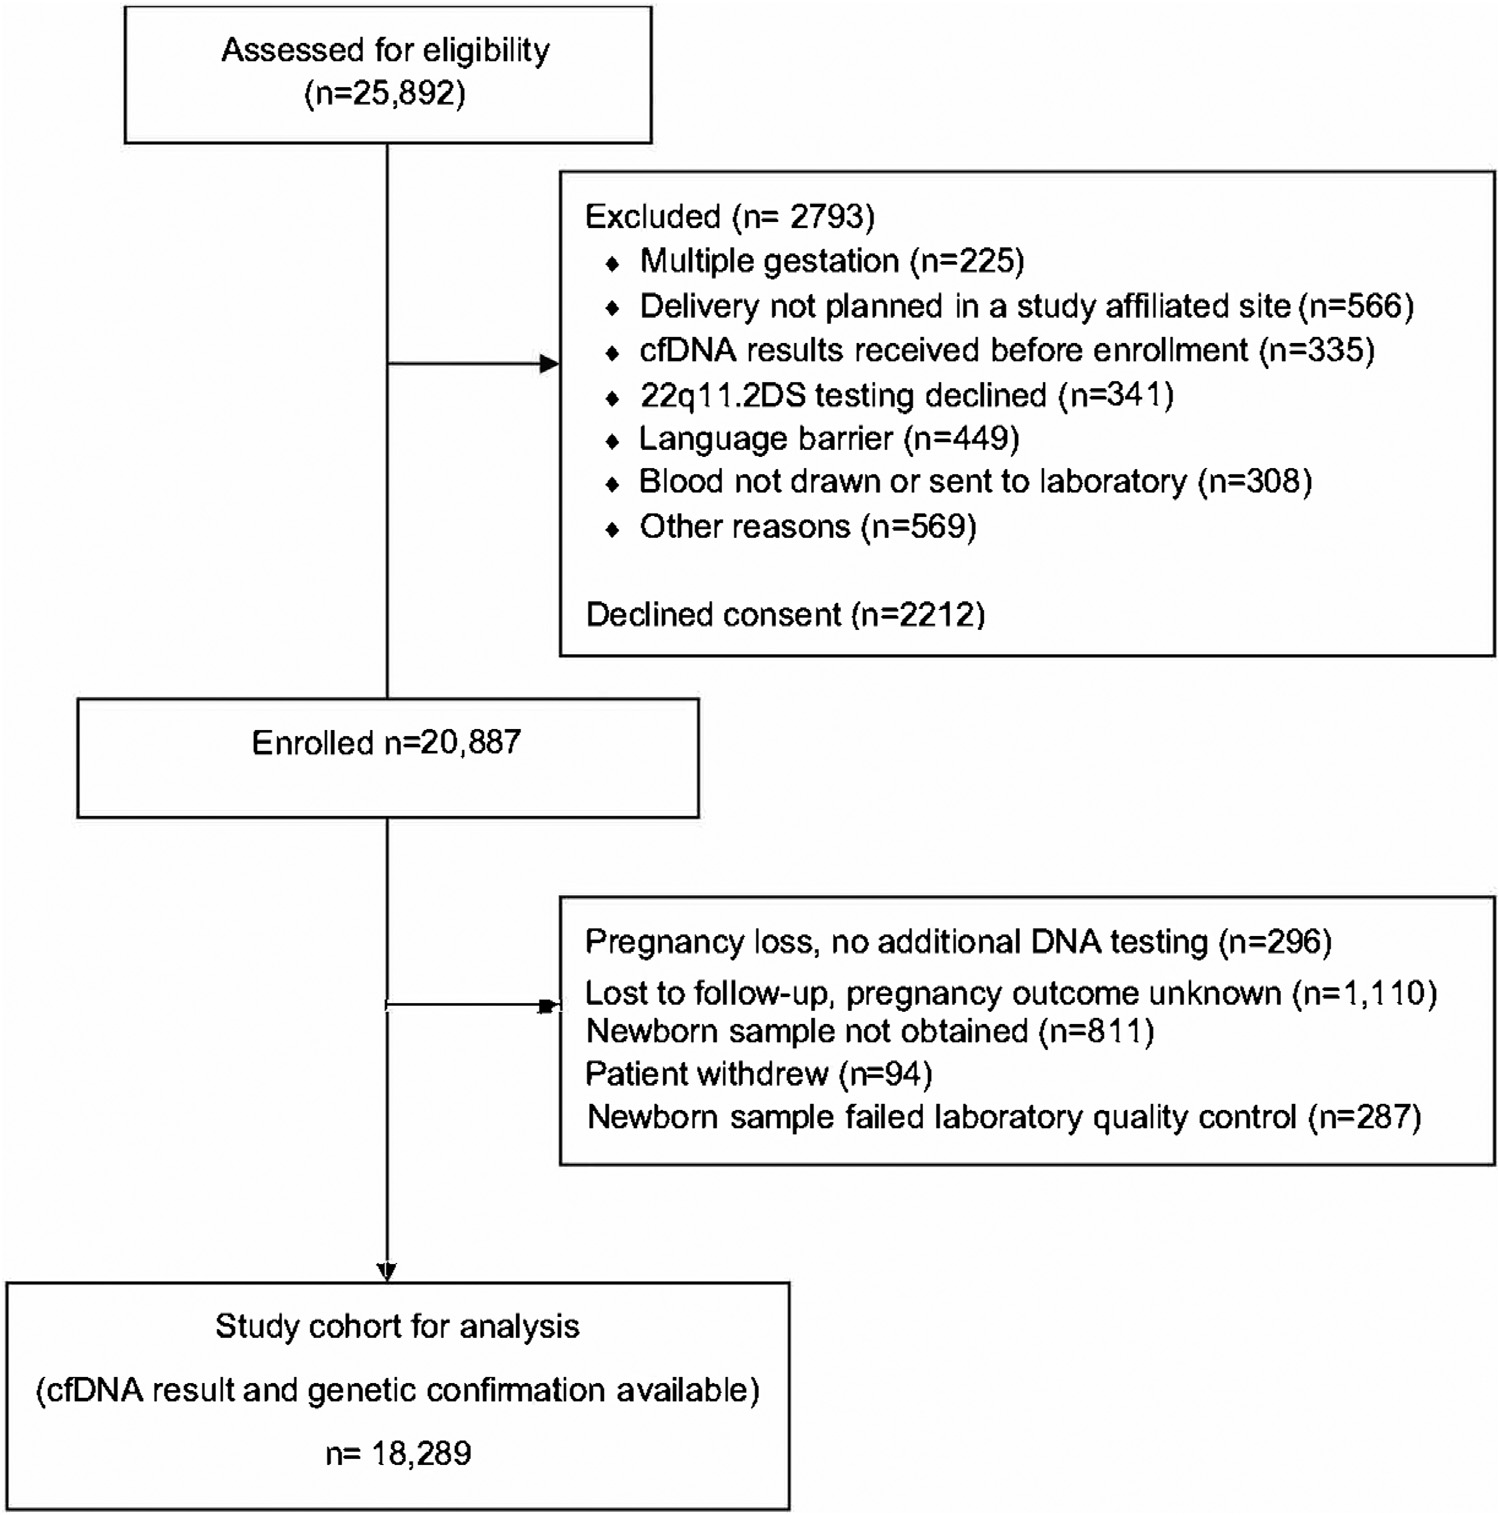 Assessed for eligibility
(n=25,892)
Excluded (n= 2793)
♦ Multiple gestation (n=225)
♦ Delivery not planned in a study affiliated site (n=566)
♦ cfDNA results received before enrollment (n=335)
♦ 22q11.2DS testing declined (n=341)
♦ Language barrier (n=449)
♦ Blood not drawn or sent to laboratory (n=308)
♦ Other reasons (n=569)
Declined consent (n=2212)
Enrolled n=20,887
Pregnancy loss, no additional DNA testing (n=296)
Lost to follow-up, pregnancy outcome unknown (n=1,110)
Newborn sample not obtained (n=811)
Patient withdrew (n=94)
Newborn sample failed laboratory quality control (n=287)
Study cohort for analysis
(cfDNA result and genetic confirmation available)
n= 18,289